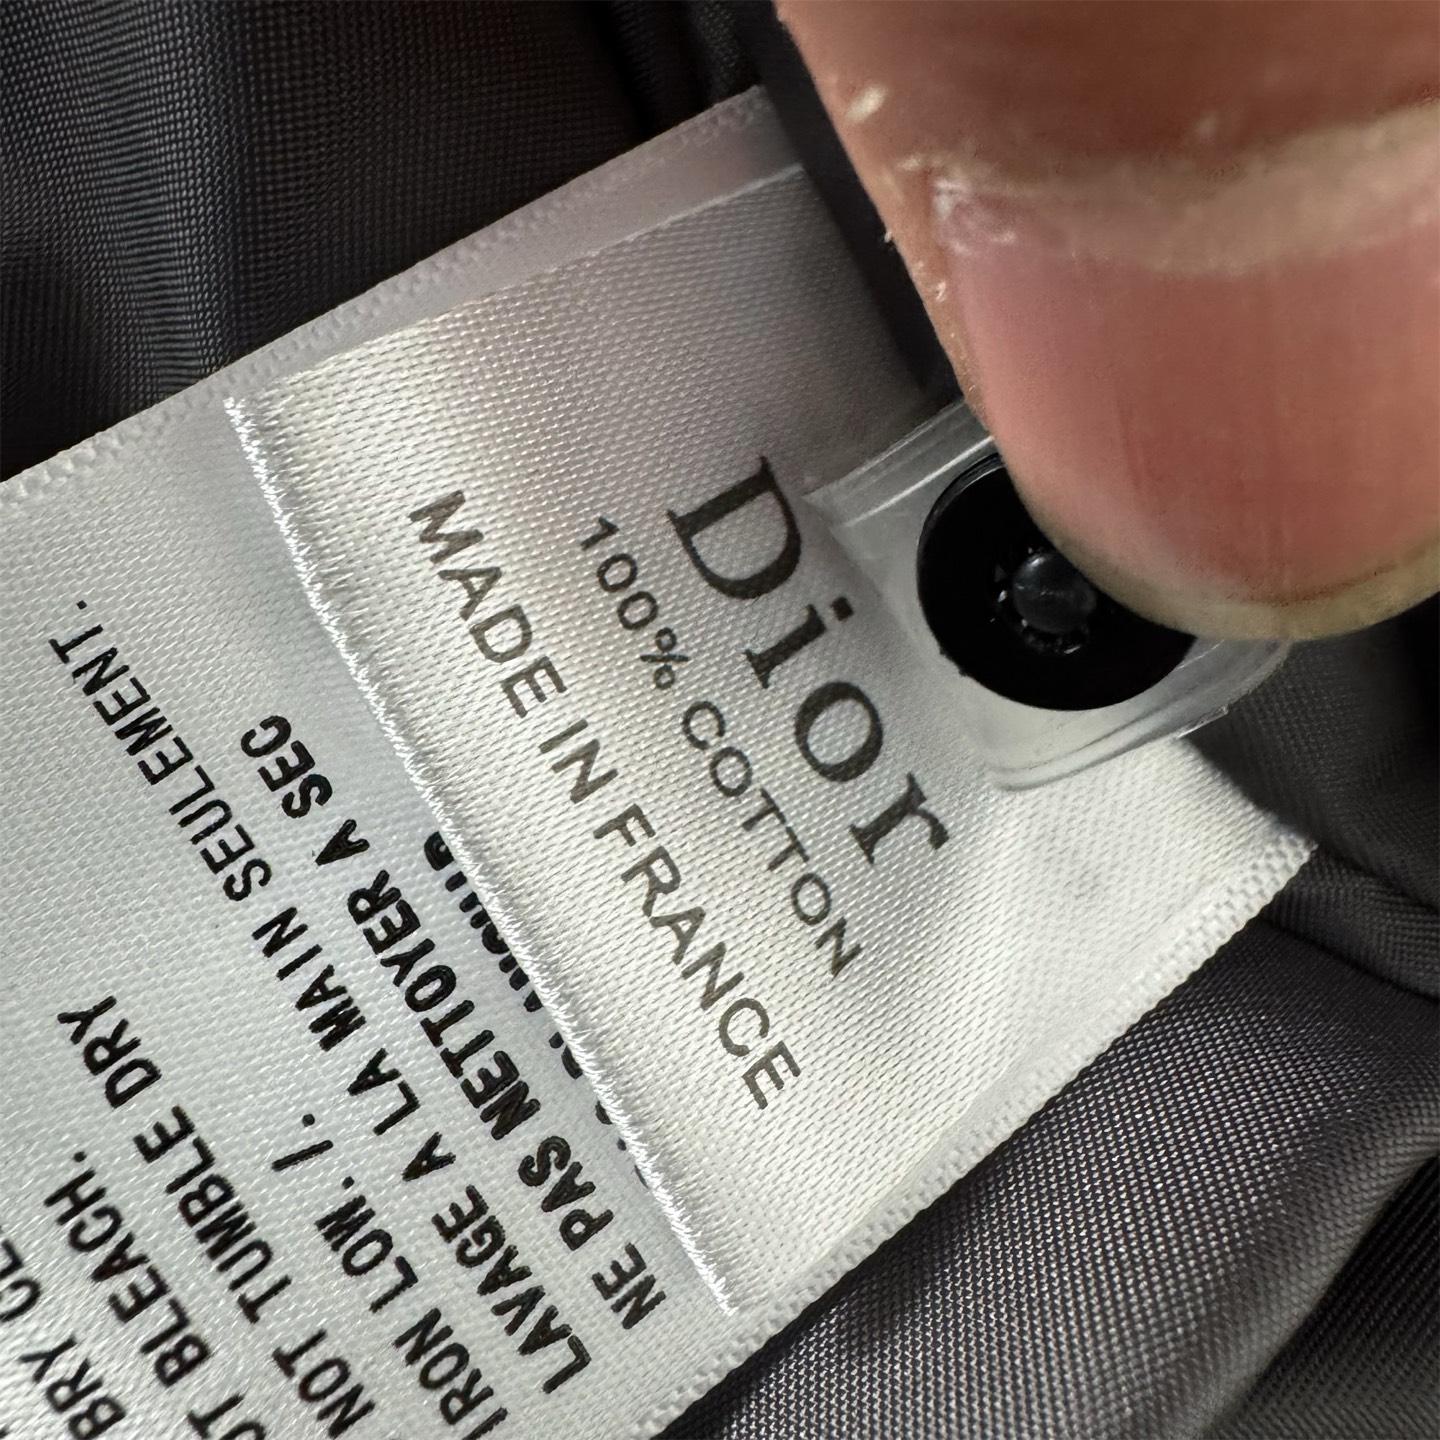 Dior
100% COTTON
MADE IN FRANCE
BRY
BLEACH.
NOT TUMBLE DRY
IRON LOW. / .
LAVAGE A LA MAIN SEULEMENT.
NE PAS NETTOYER A SEC